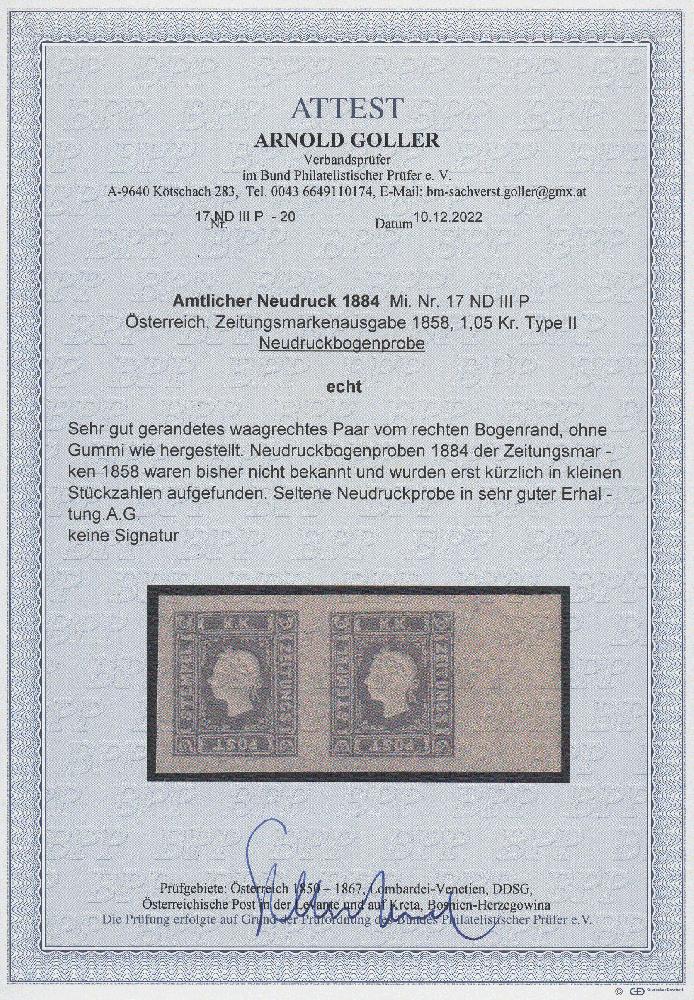 ATTEST
ARNOLD GOLLER
Verbandsprüfer
im Bund Philatelistischer Prüfer e. V.
A-9640 Kötschach 283, Tel. 0043 6649110174, E-Mail: bm-sachverst.goller@gmx.at
17 ND III P - 20
Nr.
Datum 10.12.2022
Amtlicher Neudruck 1884 Mi. Nr. 17 ND III P
Österreich, Zeitungsmarkenausgabe 1858, 1,05 Kr. Type II
Neudruckbogenprobe
echt
Sehr gut gerandetes waagrechtes Paar vom rechten Bogenrand, ohne
Gummi wie hergestellt. Neudruckbogenproben 1884 der Zeitungsmar -
ken 1858 waren bisher nicht bekannt und wurden erst kürzlich in kleinen
Stückzahlen aufgefunden. Seltene Neudruckprobe in sehr guter Erhal -
tung.A.G.
keine Signatur
K.K. K.K.
ZEITUNGS ZEITUNGS
STEMPEL STEMPEL
POST POST
Prüfgebiete: Österreich 1850 – 1867, Lombardei-Venetien, DDSG,
Österreichische Post in der Levante und auf Kreta, Bosnien-Herzegowina
Die Prüfung erfolgte auf Grund der Prüfordnung des Bundes Philatelistischer Prüfer e.V.